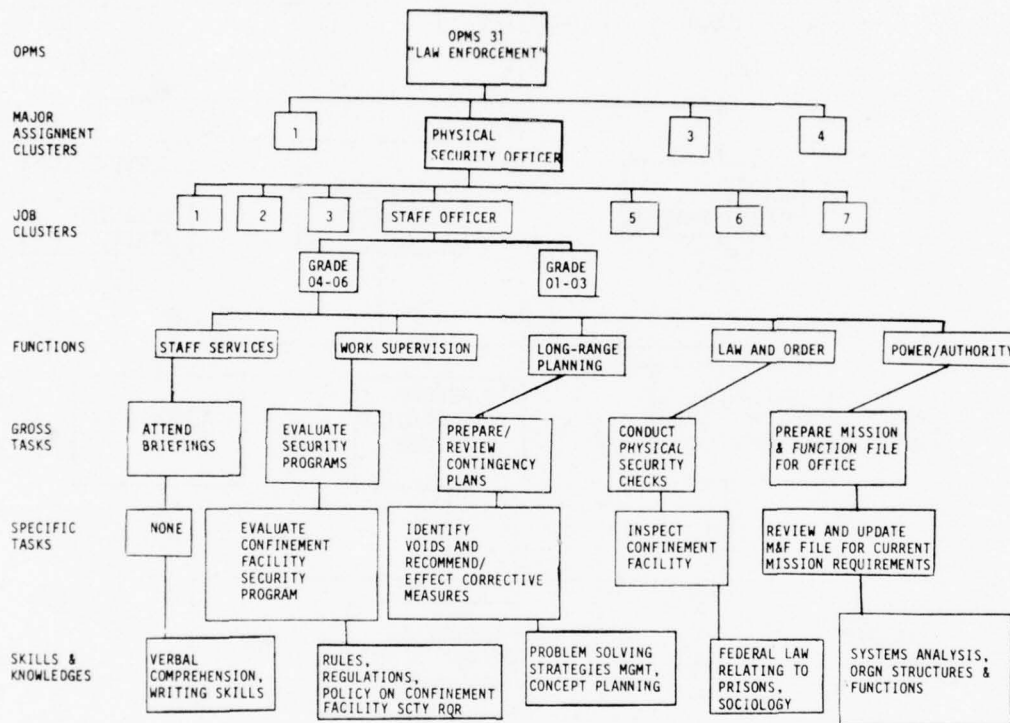 OPMS
OPMS 31
"LAW ENFORCEMENT"
MAJOR
ASSIGNMENT
CLUSTERS
1
PHYSICAL
SECURITY OFFICER
3
4
JOB
CLUSTERS
1
2
3
STAFF OFFICER
5
6
7
GRADE
04-06
GRADE
01-03
FUNCTIONS
STAFF SERVICES
WORK SUPERVISION
LONG-RANGE
PLANNING
LAW AND ORDER
POWER/AUTHORITY
GROSS
TASKS
ATTEND
BRIEFINGS
EVALUATE
SECURITY
PROGRAMS
PREPARE/
REVIEW
CONTINGENCY
PLANS
CONDUCT
PHYSICAL
SECURITY
CHECKS
PREPARE MISSION
& FUNCTION FILE
FOR OFFICE
SPECIFIC
TASKS
NONE
EVALUATE
CONFINEMENT
FACILITY
SECURITY
PROGRAM
IDENTIFY
VOIDS AND
RECOMMEND/
EFFECT CORRECTIVE
MEASURES
INSPECT
CONFINEMENT
FACILITY
REVIEW AND UPDATE
M&F FILE FOR CURRENT
MISSION REQUIREMENTS
SKILLS &
KNOWLEDGES
VERBAL
COMPREHENSION,
WRITING SKILLS
RULES,
REGULATIONS,
POLICY ON CONFINEMENT
FACILITY SCTY RQR
PROBLEM SOLVING
STRATEGIES MGMT,
CONCEPT PLANNING
FEDERAL LAW
RELATING TO
PRISONS,
SOCIOLOGY
SYSTEMS ANALYSIS,
ORGN STRUCTURES &
FUNCTIONS